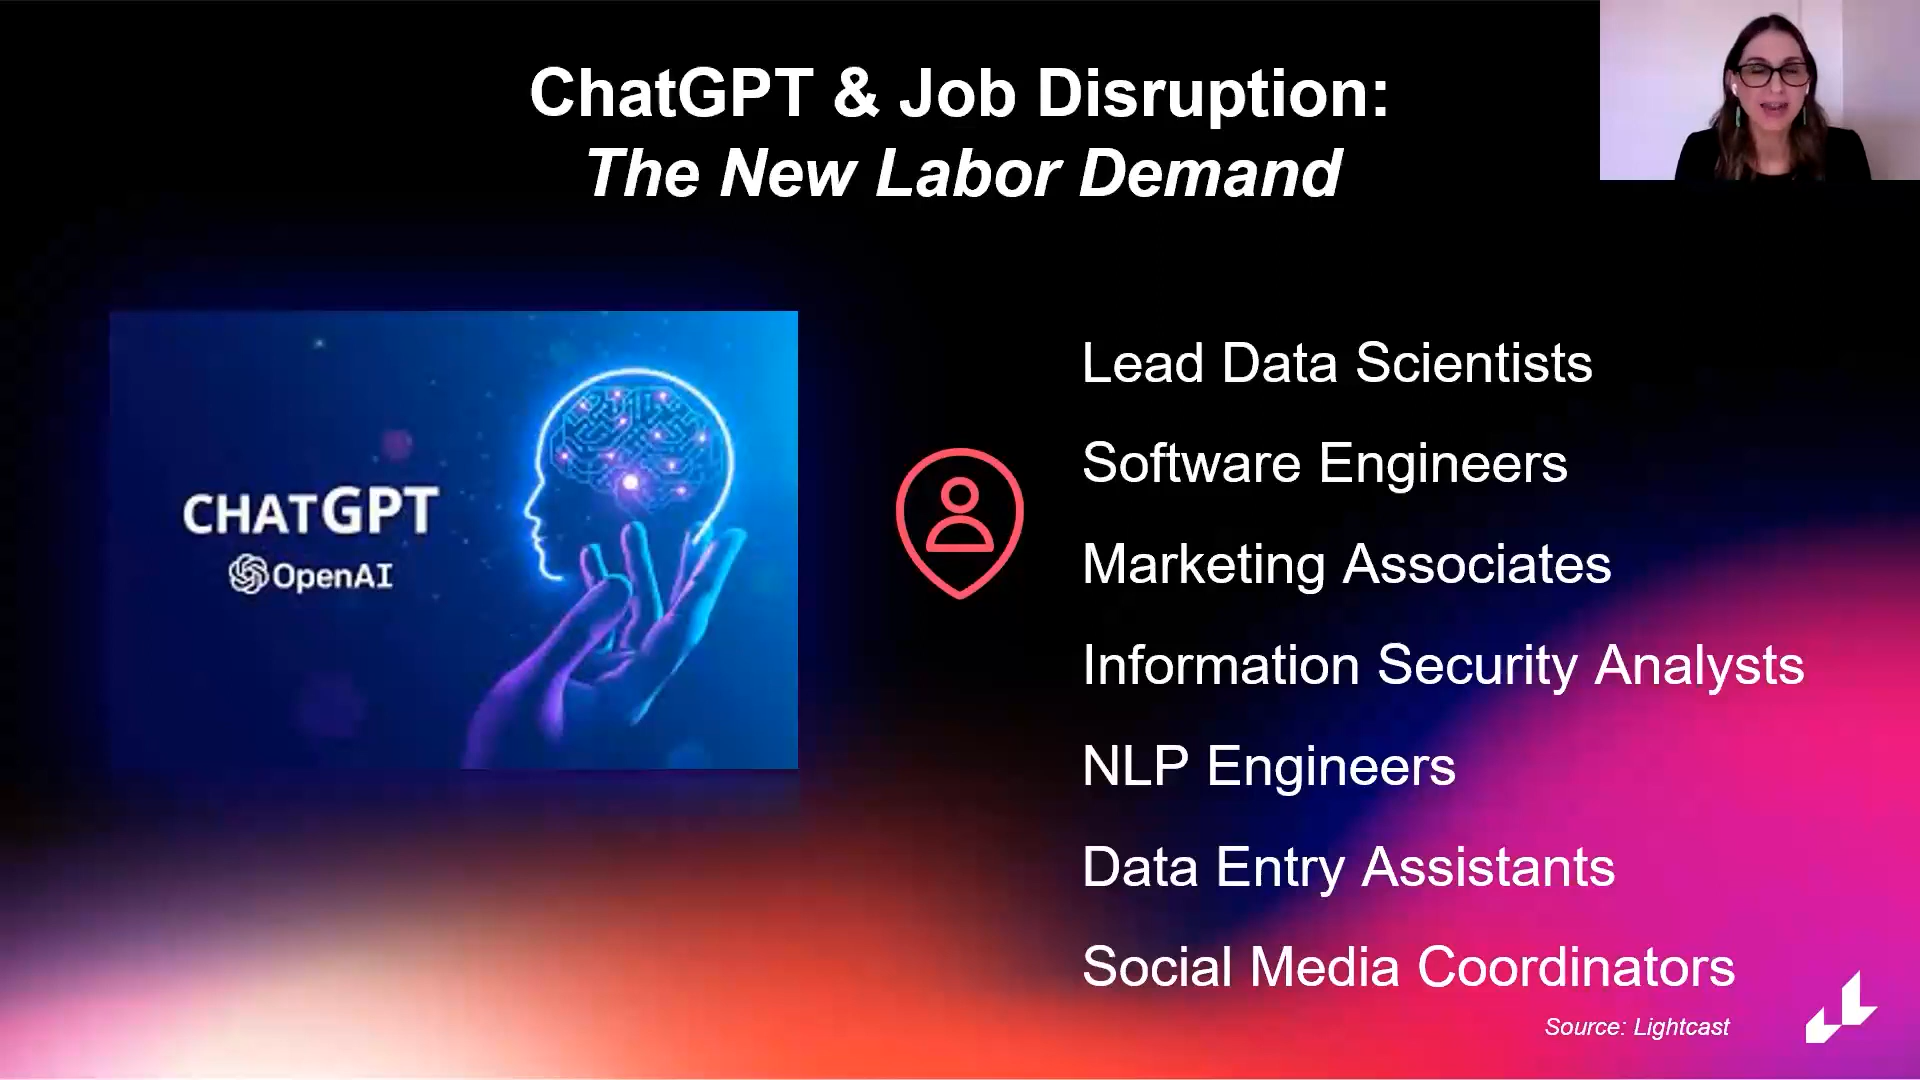 ChatGPT & Job Disruption:
The New Labor Demand
CHATGPT
OpenAI
Lead Data Scientists
Software Engineers
Marketing Associates
Information Security Analysts
NLP Engineers
Data Entry Assistants
Social Media Coordinators
Source: Lightcast